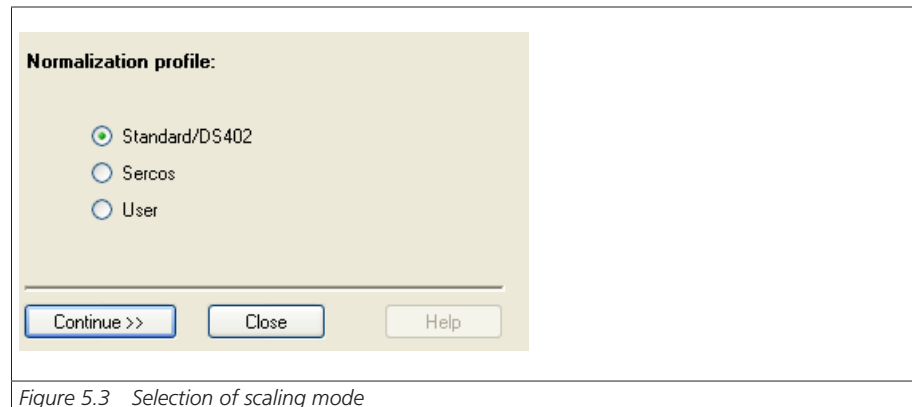 Normalization profile:
Standard/DS402
Sercos
User
Continue >> Close Help
Figure 5.3 Selection of scaling mode